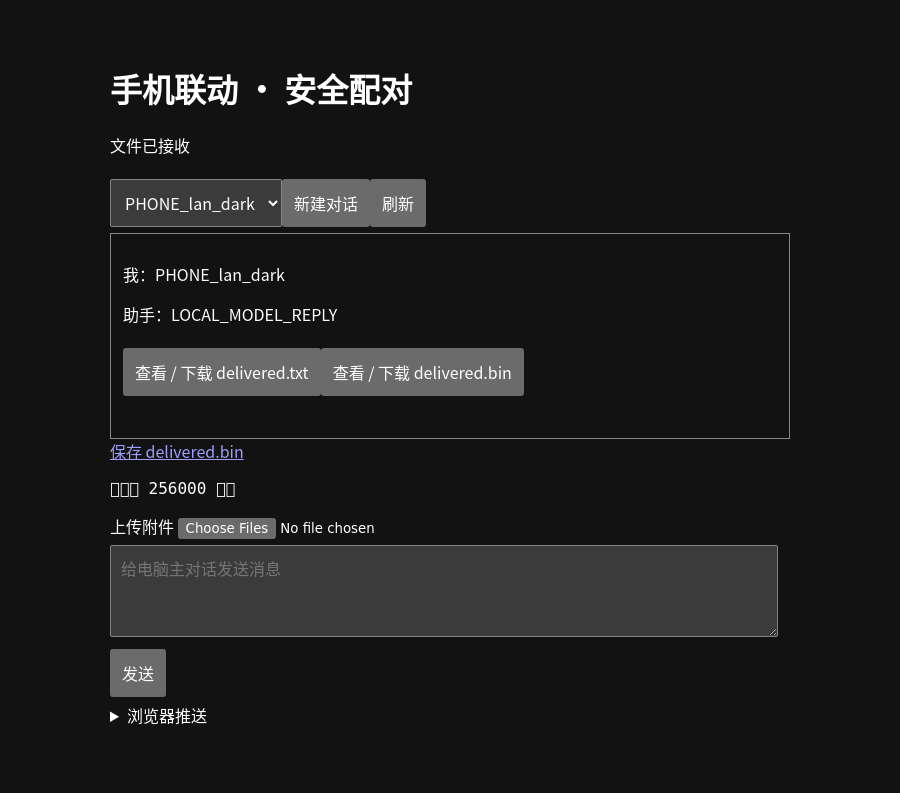 手机联动 · 安全配对
文件已接收
PHONE_lan_dark 新建对话 刷新
我：PHONE_lan_dark
助手：LOCAL_MODEL_REPLY
查看 / 下载 delivered.txt 查看 / 下载 delivered.bin
保存 delivered.bin
256000
上传附件 Choose Files No file chosen
给电脑主对话发送消息
发送
浏览器推送